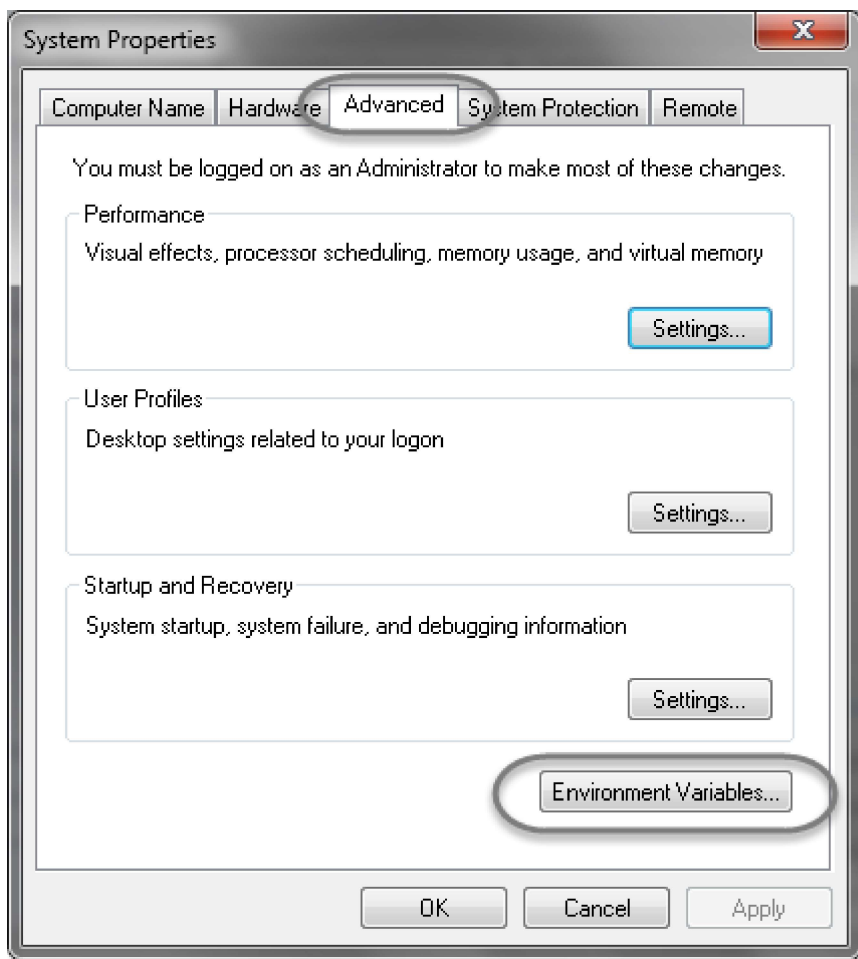 System Properties
Computer Name Hardware Advanced System Protection Remote
You must be logged on as an Administrator to make most of these changes.
Performance
Visual effects, processor scheduling, memory usage, and virtual memory
Settings...
User Profiles
Desktop settings related to your logon
Settings...
Startup and Recovery
System startup, system failure, and debugging information
Settings...
Environment Variables...
OK Cancel Apply